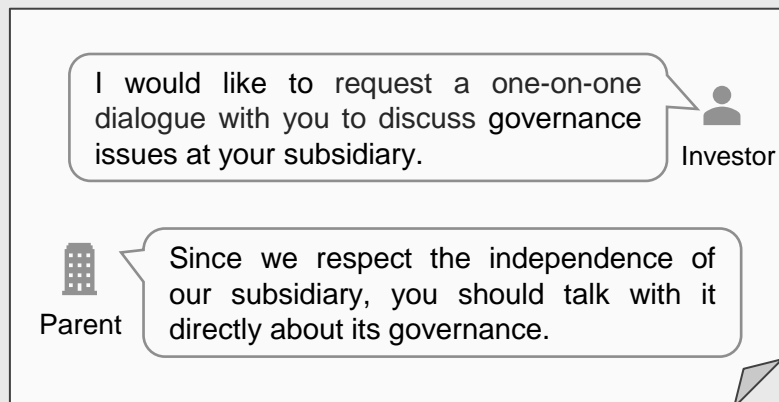 I would like to request a one-on-one
dialogue with you to discuss governance
issues at your subsidiary.
Investor
Since we respect the independence of
our subsidiary, you should talk with it
directly about its governance.
Parent